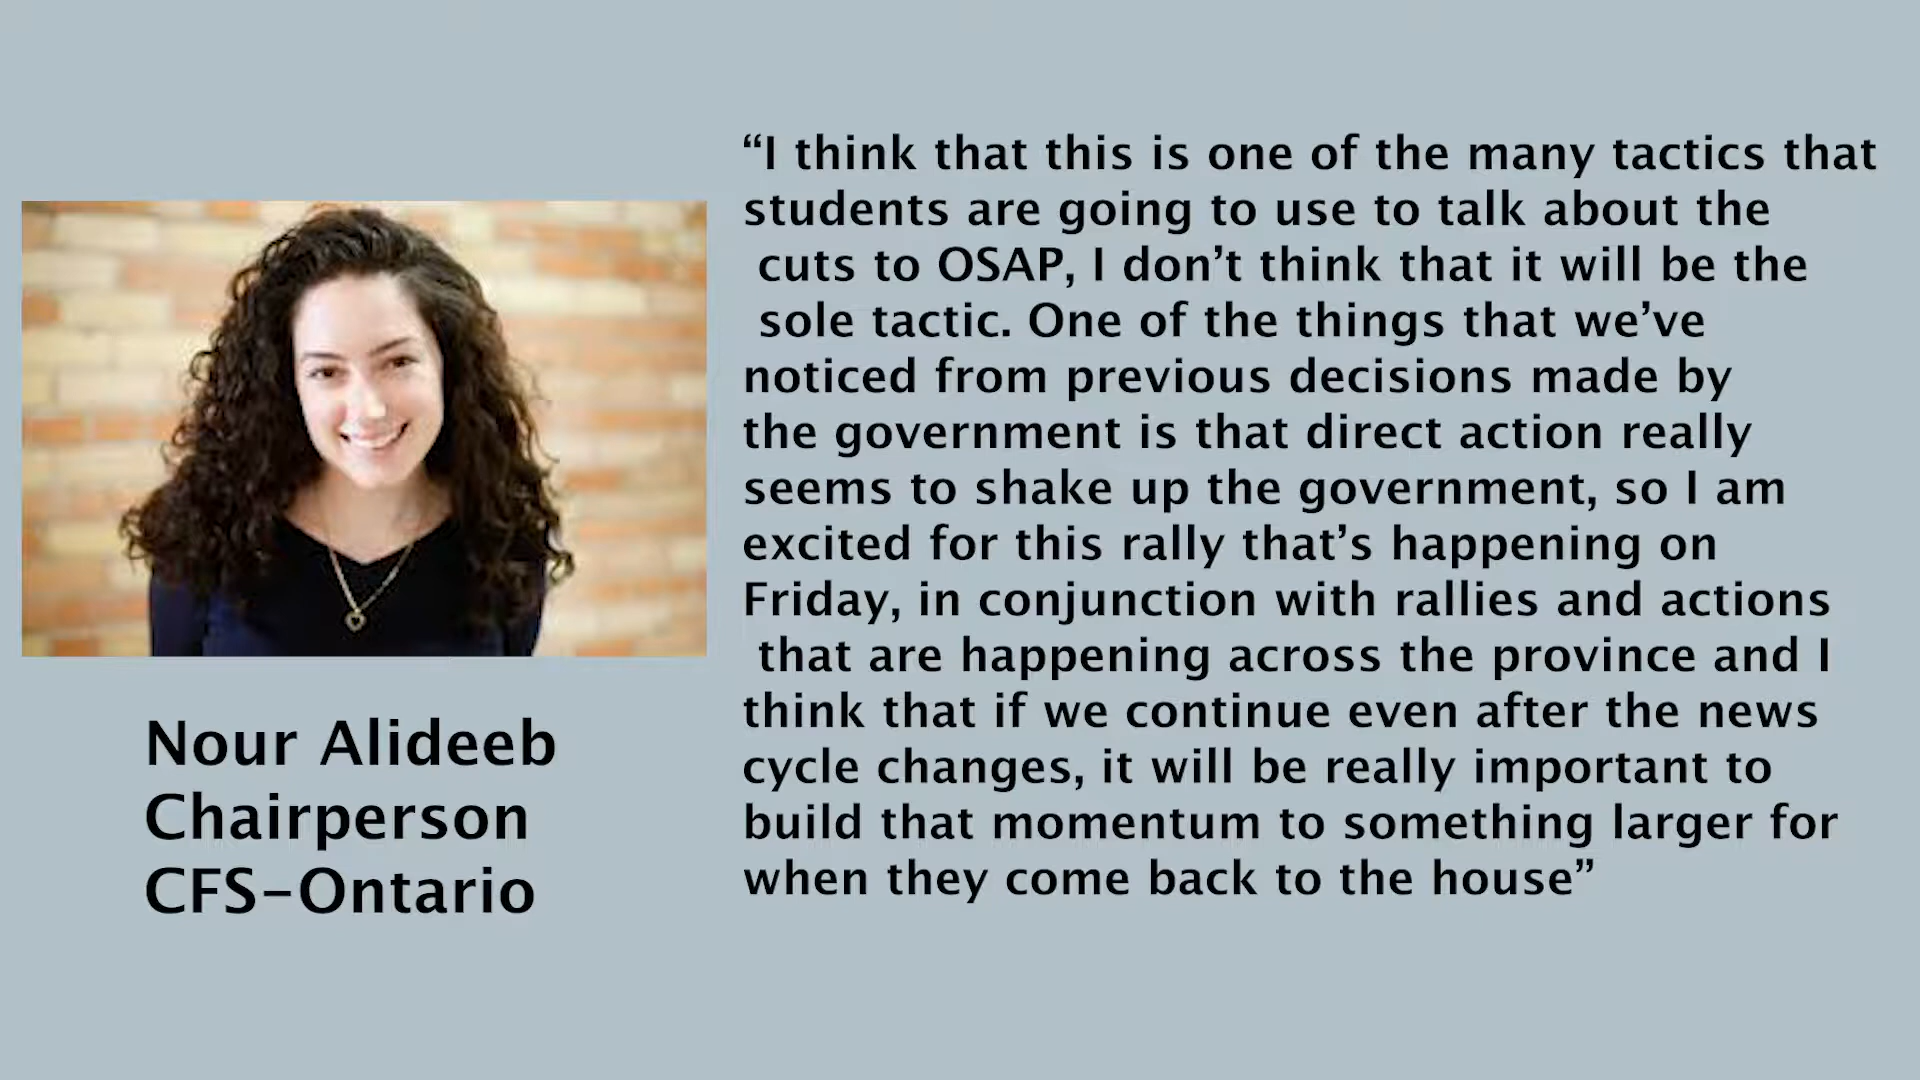 “I think that this is one of the many tactics that
students are going to use to talk about the
cuts to OSAP, I don’t think that it will be the
sole tactic. One of the things that we’ve
noticed from previous decisions made by
the government is that direct action really
seems to shake up the government, so I am
excited for this rally that’s happening on
Friday, in conjunction with rallies and actions
that are happening across the province and I
think that if we continue even after the news
cycle changes, it will be really important to
build that momentum to something larger for
when they come back to the house”
Nour Alideeb
Chairperson
CFS-Ontario